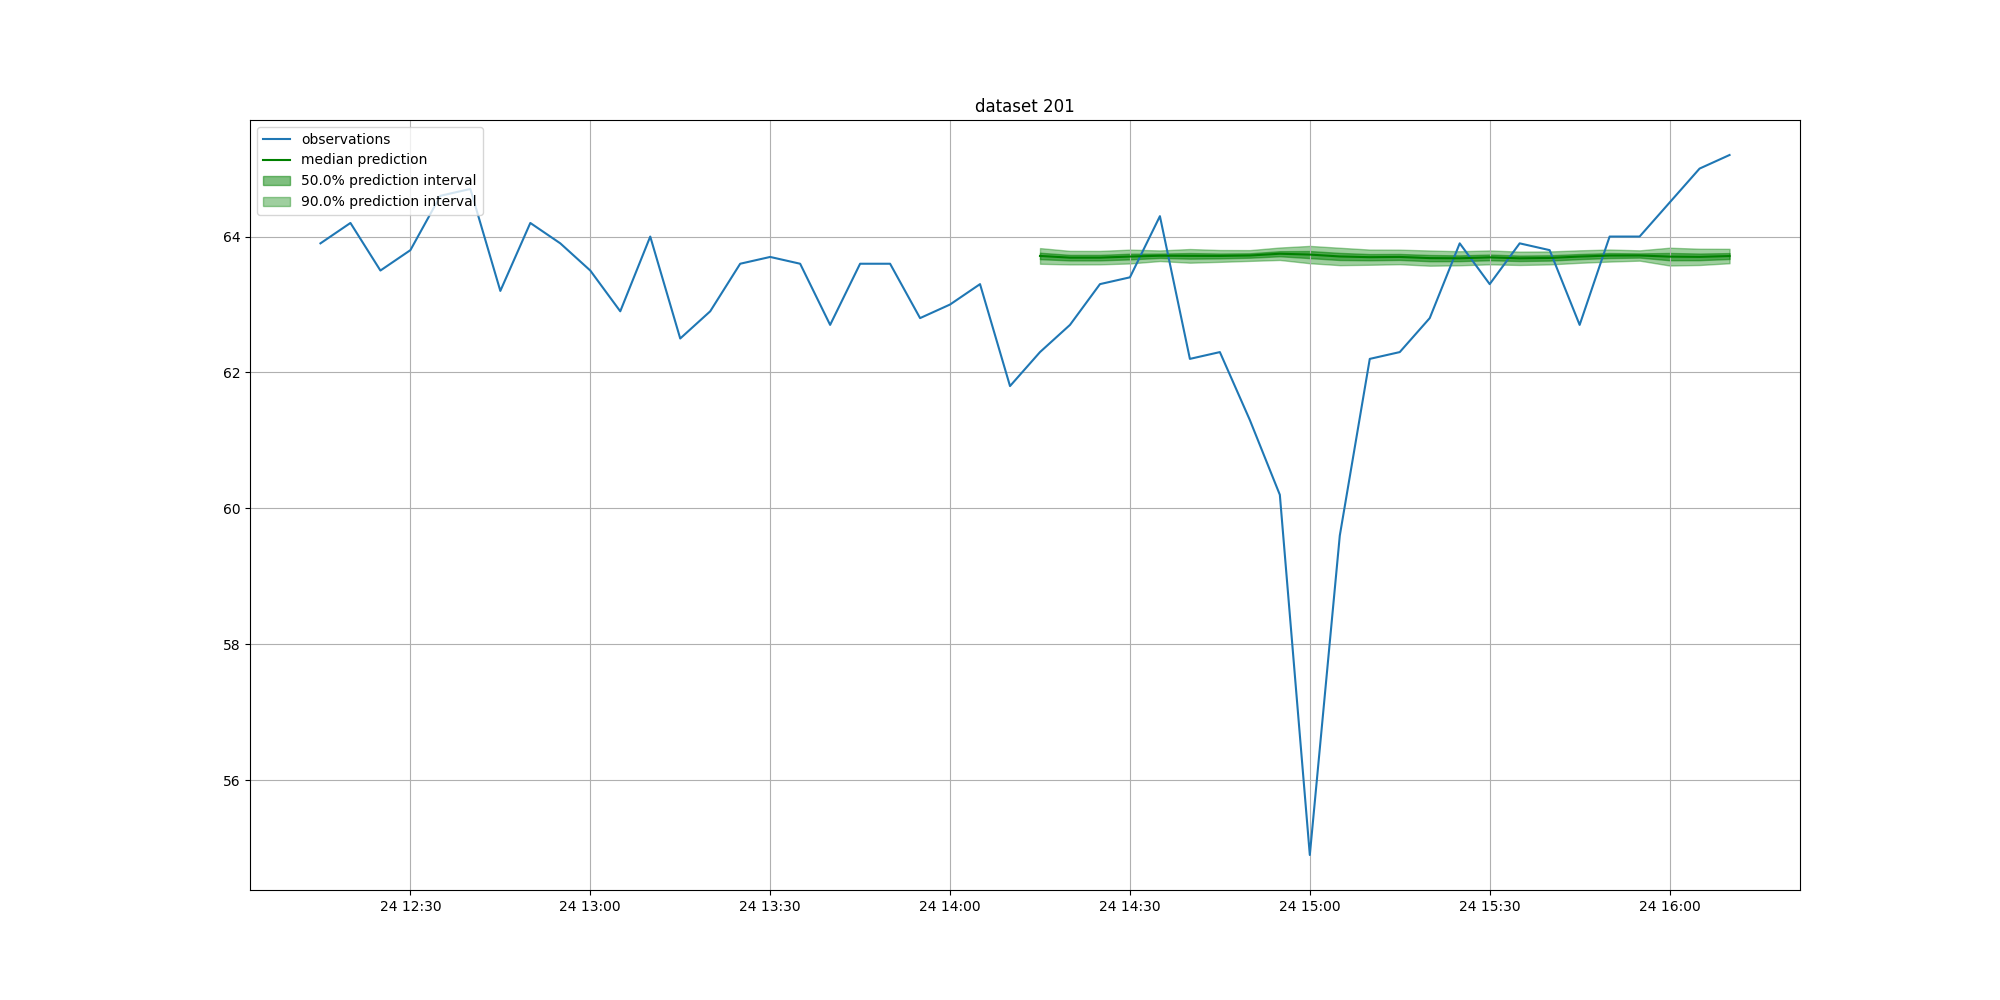 dataset 201
observations
median prediction
50.0% prediction interval
90.0% prediction interval
64
62
60
58
56
24 12:30
24 13:00
24 13:30
24 14:00
24 14:30
24 15:00
24 15:30
24 16:00